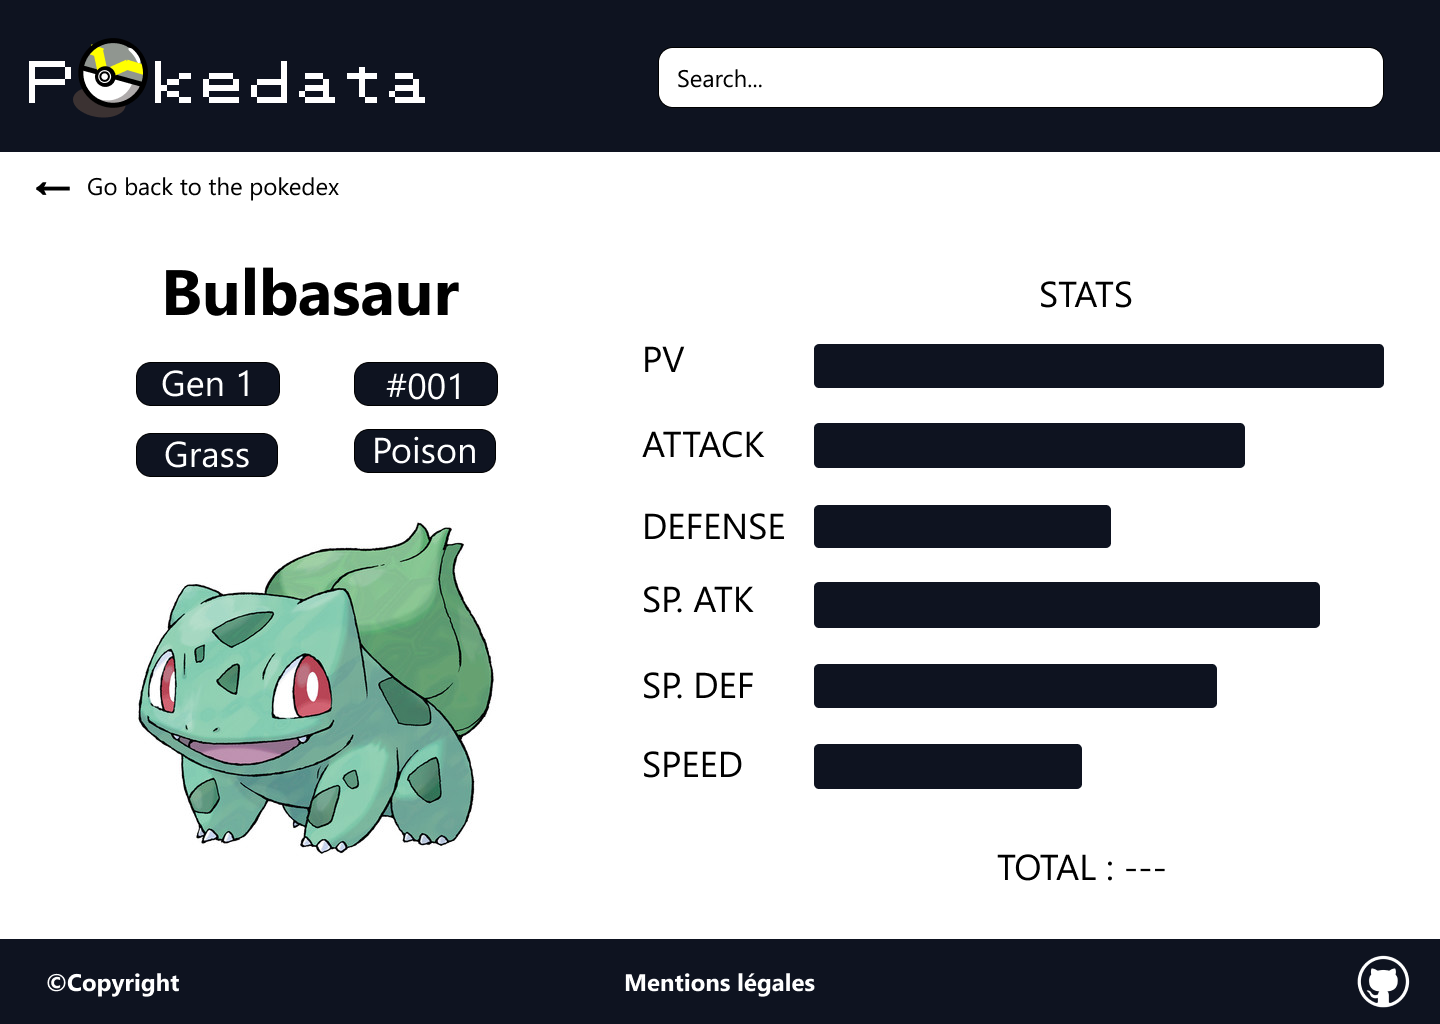 Pokedata
Search...
Go back to the pokedex
Bulbasaur
Gen 1
#001
Grass
Poison
STATS
PV
ATTACK
DEFENSE
SP. ATK
SP. DEF
SPEED
TOTAL : ---
©Copyright
Mentions légales